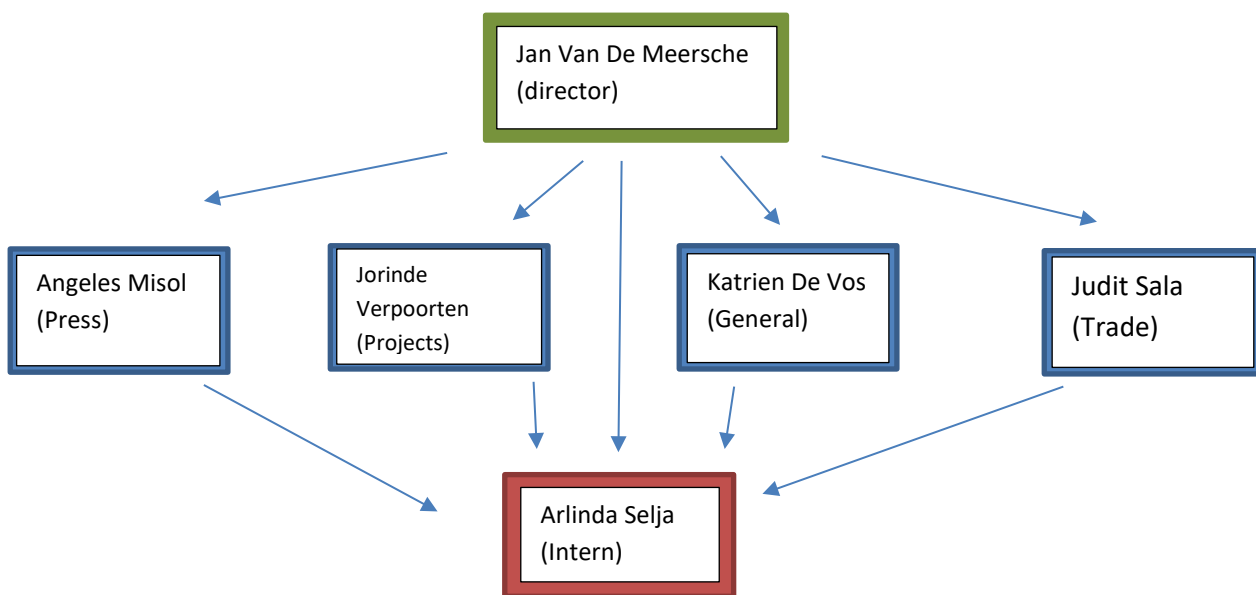 Jan Van De Meersche
(director)
Angeles Misol
(Press)
Jorinde
Verpoorten
(Projects)
Katrien De Vos
(General)
Judit Sala
(Trade)
Arlinda Selja
(Intern)